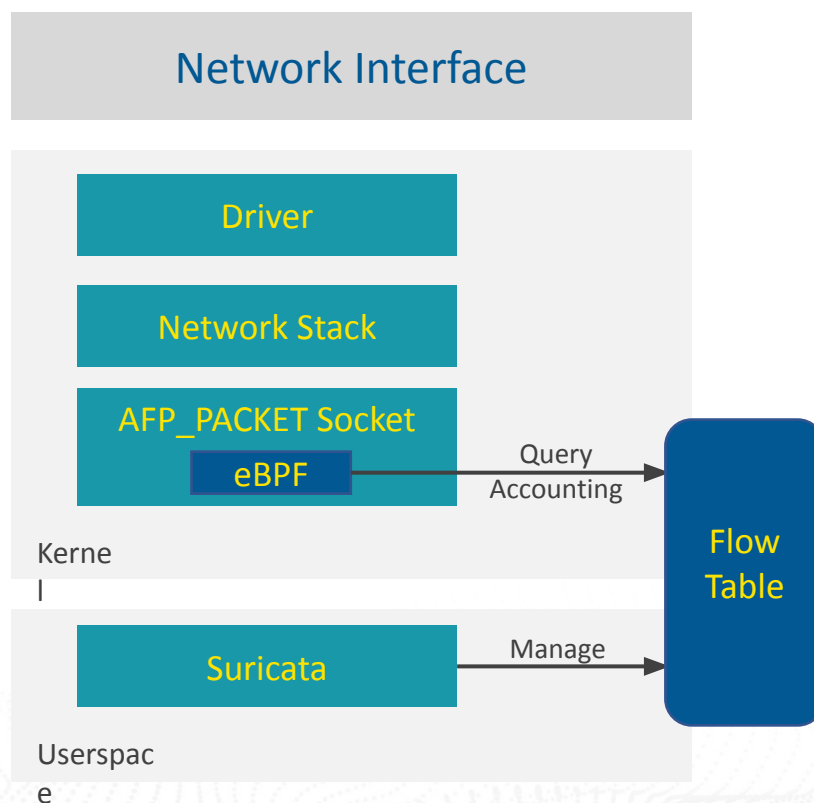 Network Interface
Driver
Network Stack
AFP_PACKET Socket
eBPF
Query
Accounting
Kerne
l
Flow
Table
Suricata
Manage
Userspac
e